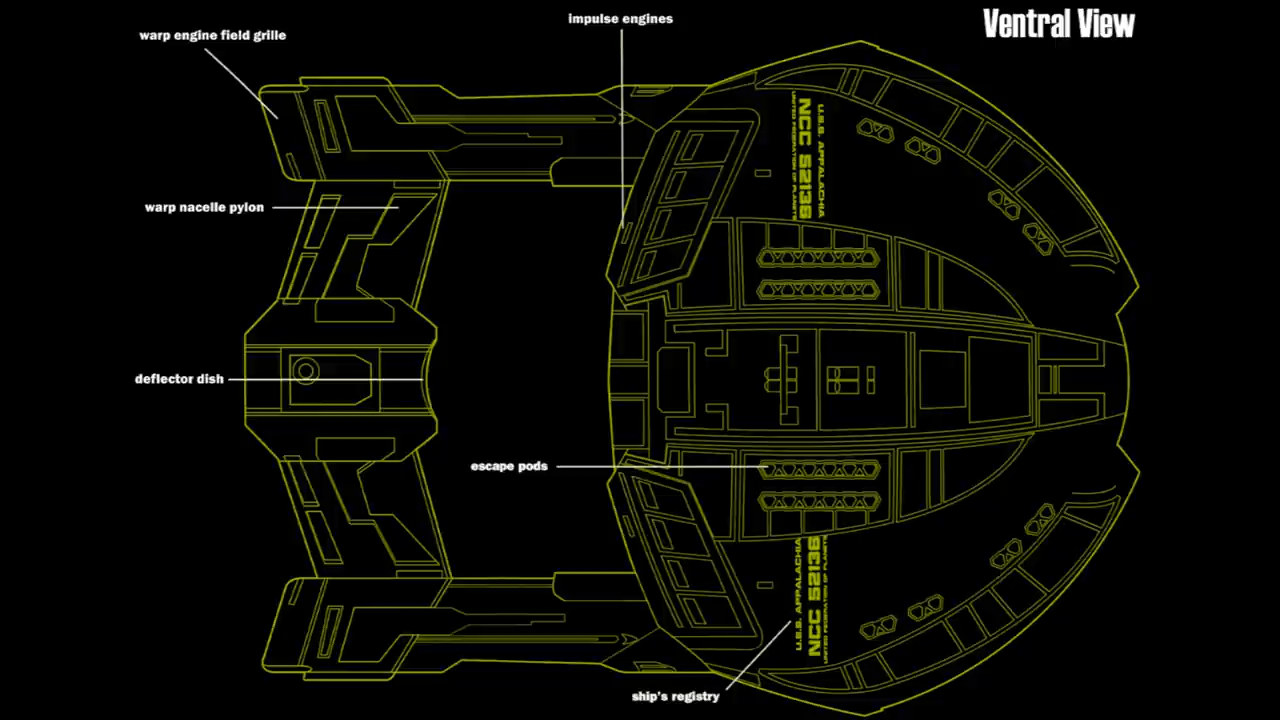 Ventral View
impulse engines
warp engine field grille
warp nacelle pylon
deflector dish
escape pods
ship's registry
U.S.S. APPALACHIA
NCC 52136
UNITED FEDERATION OF PLANETS
U.S.S. APPALACHIA
NCC 52136
UNITED FEDERATION OF PLANETS